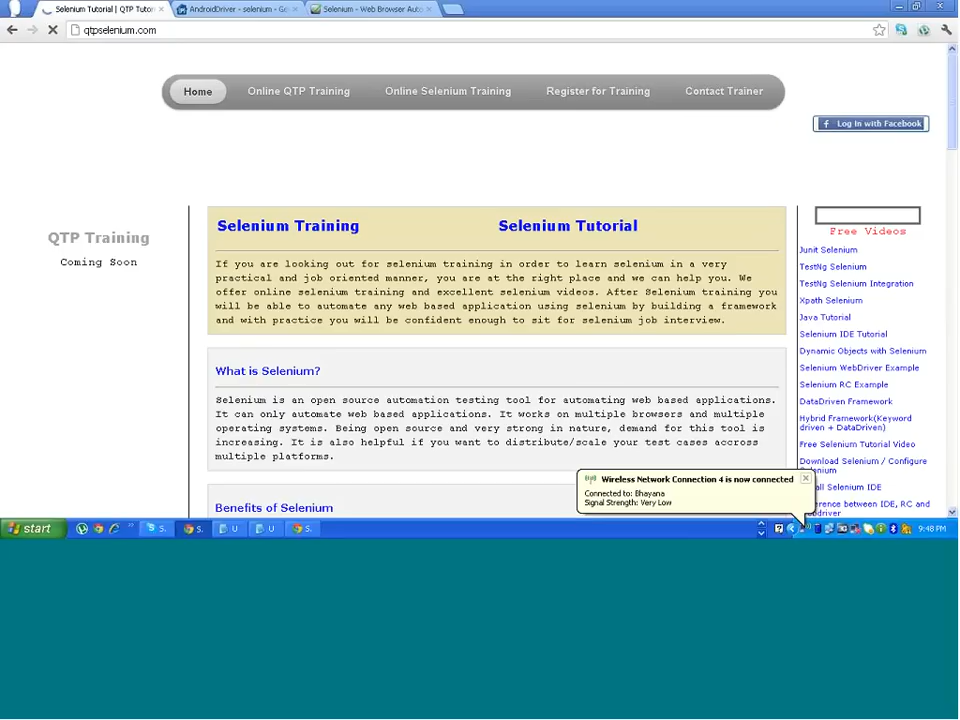 Selenium Tutorial | QTP Tutor
AndroidDriver - selenium - G
Selenium - Web Browser Auto
qtpselenium.com
Home
Online QTP Training
Online Selenium Training
Register for Training
Contact Trainer
f Log In with Facebook
QTP Training
Coming Soon
Selenium Training
Selenium Tutorial
If you are looking out for selenium training in order to learn selenium in a very
practical and job oriented manner, you are at the right place and we can help you. We
offer online selenium training and excellent selenium videos. After Selenium training you
will be able to automate any web based application using selenium by building a framework
and with practice you will be confident enough to sit for selenium job interview.
What is Selenium?
Selenium is an open source automation testing tool for automating web based applications.
It can only automate web based applications. It works on multiple browsers and multiple
operating systems. Being open source and very strong in nature, demand for this tool is
increasing. It is also helpful if you want to distribute/scale your test cases accross
multiple platforms.
Benefits of Selenium
Free Videos
Junit Selenium
TestNg Selenium
TestNg Selenium Integration
Xpath Selenium
Java Tutorial
Selenium IDE Tutorial
Dynamic Objects with Selenium
Selenium WebDriver Example
Selenium RC Example
DataDriven Framework
Hybrid Framework(Keyword
driven + DataDriven)
Free Selenium Tutorial Video
Download Selenium / Configure
enium
all Selenium IDE
erence between IDE, RC and
bdriver
Wireless Network Connection 4 is now connected
Connected to: Bhayana
Signal Strength: Very Low
start
S.
S.
U
U
S.
9:48 PM